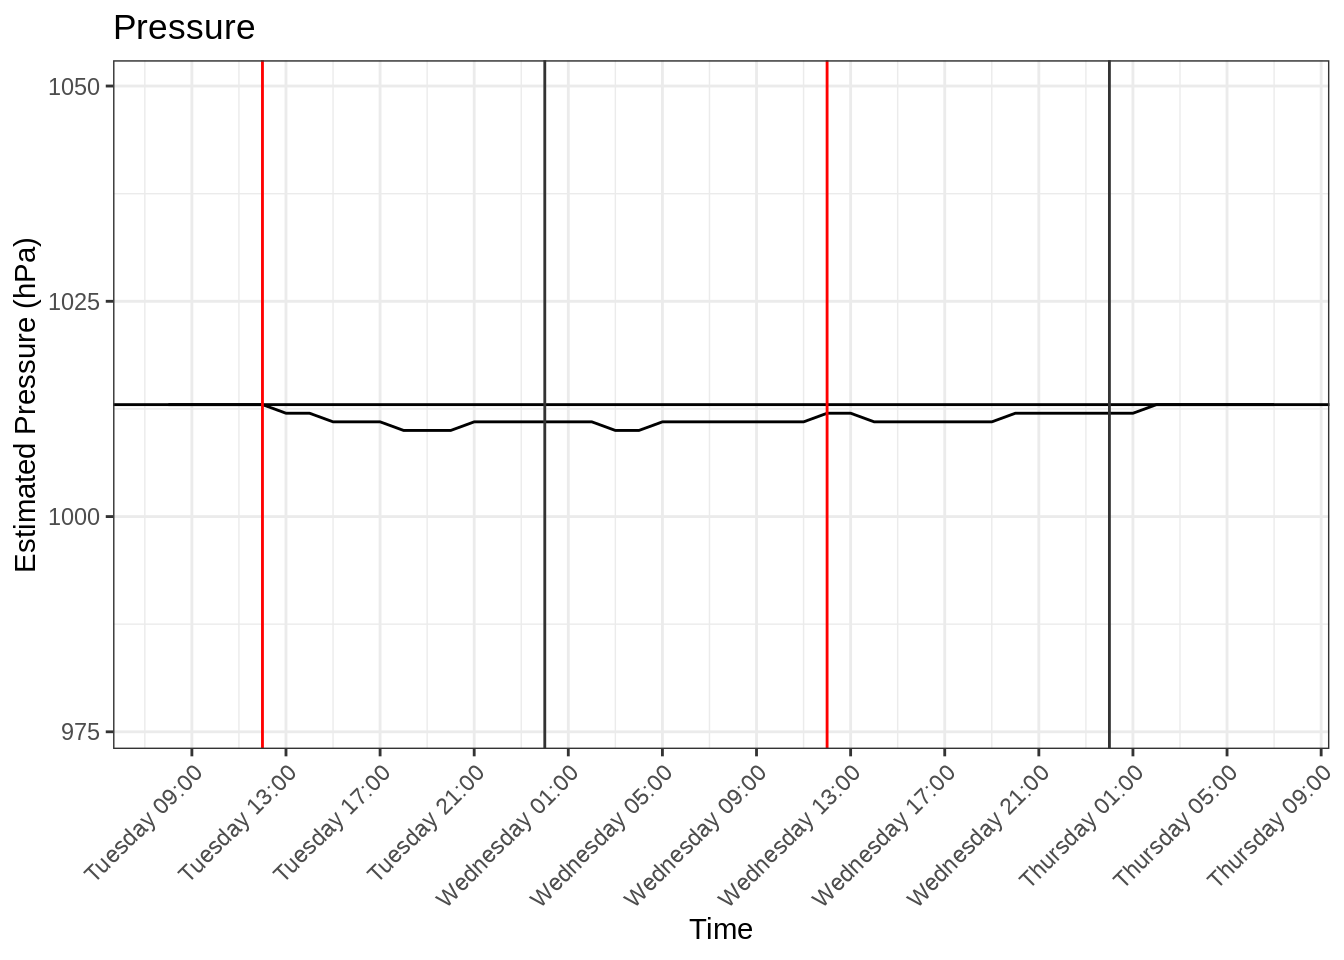 Pressure
Estimated Pressure (hPa)
1050
1025
1000
975
Tuesday 09:00
Tuesday 13:00
Tuesday 17:00
Tuesday 21:00
Wednesday 01:00
Wednesday 05:00
Wednesday 09:00
Wednesday 13:00
Wednesday 17:00
Wednesday 21:00
Thursday 01:00
Thursday 05:00
Thursday 09:00
Time